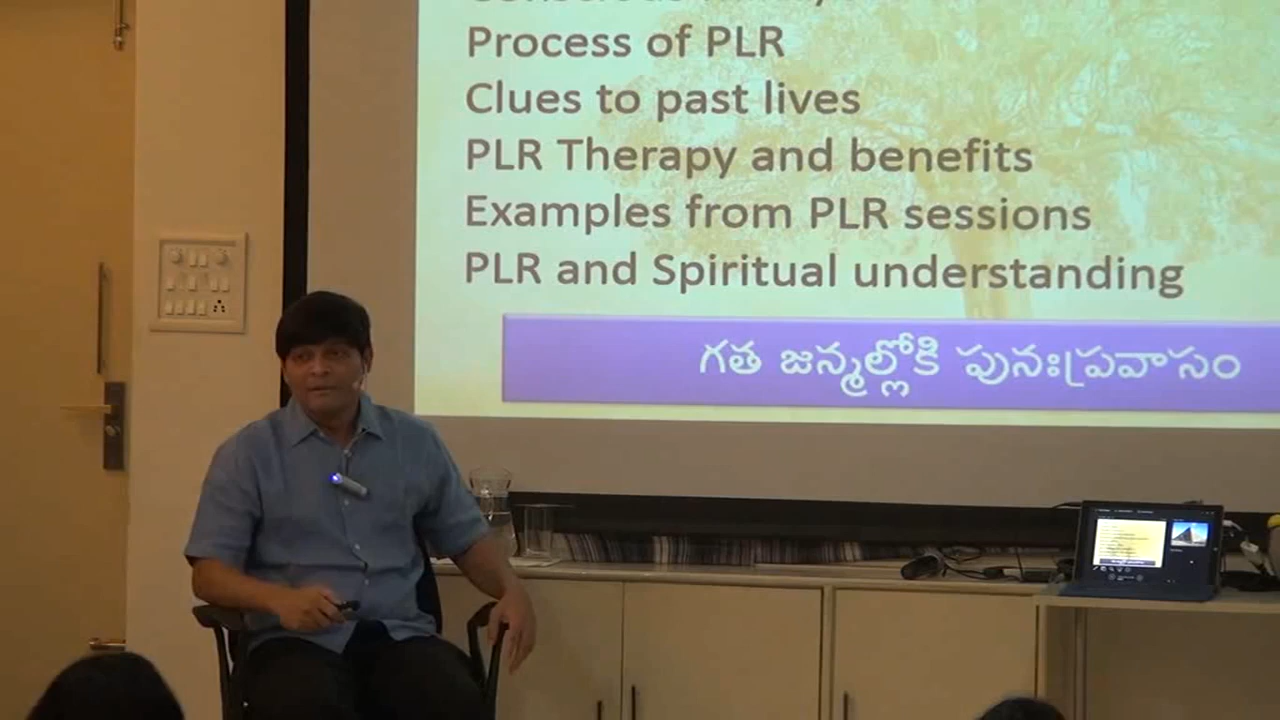 Process of PLR
Clues to past lives
PLR Therapy and benefits
Examples from PLR sessions
PLR and Spiritual understanding
గత జన్మల్లోకి పునఃప్రవాసం